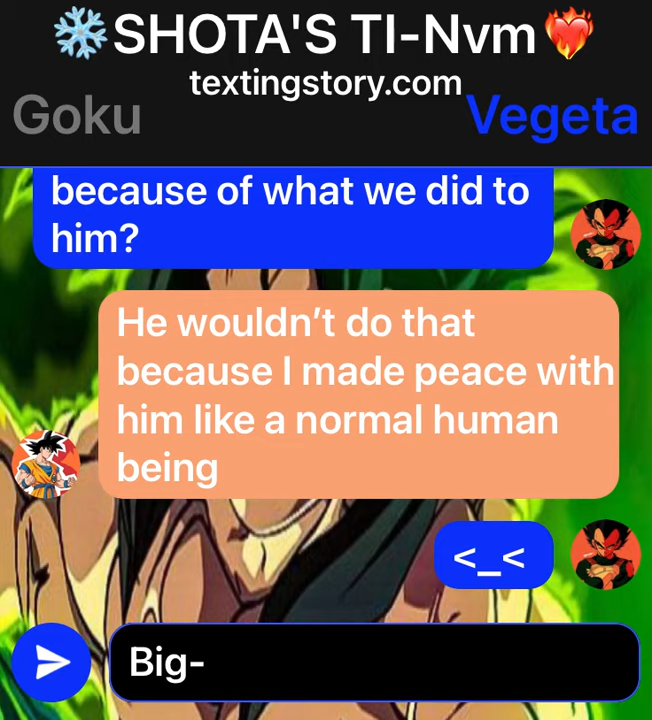 ❄️SHOTA'S TI-Nvm❤️‍🔥
textingstory.com
Goku
Vegeta
because of what we did to
him?
He wouldn’t do that
because I made peace with
him like a normal human
being
<_<
Big-